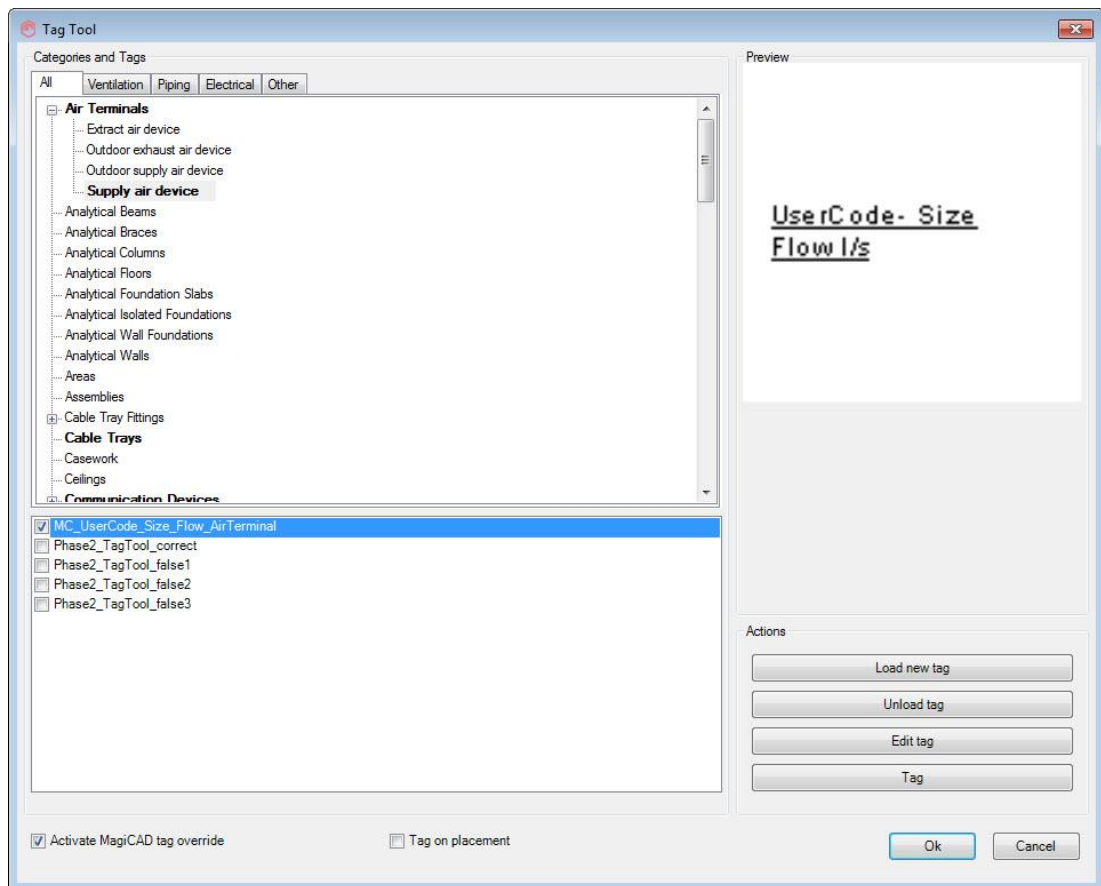 Tag Tool
Categories and Tags
All
Ventilation
Piping
Electrical
Other
Air Terminals
Extract air device
Outdoor exhaust air device
Outdoor supply air device
Supply air device
Analytical Beams
Analytical Braces
Analytical Columns
Analytical Floors
Analytical Foundation Slabs
Analytical Isolated Foundations
Analytical Wall Foundations
Analytical Walls
Areas
Assemblies
Cable Tray Fittings
Cable Trays
Casework
Ceilings
Communication Devices
MC_UserCode_Size_Flow_AirTerminal
Phase2_TagTool_correct
Phase2_TagTool_false1
Phase2_TagTool_false2
Phase2_TagTool_false3
Activate MagiCAD tag override
Tag on placement
Preview
UserCode- Size
Flow l/s
Actions
Load new tag
Unload tag
Edit tag
Tag
Ok
Cancel